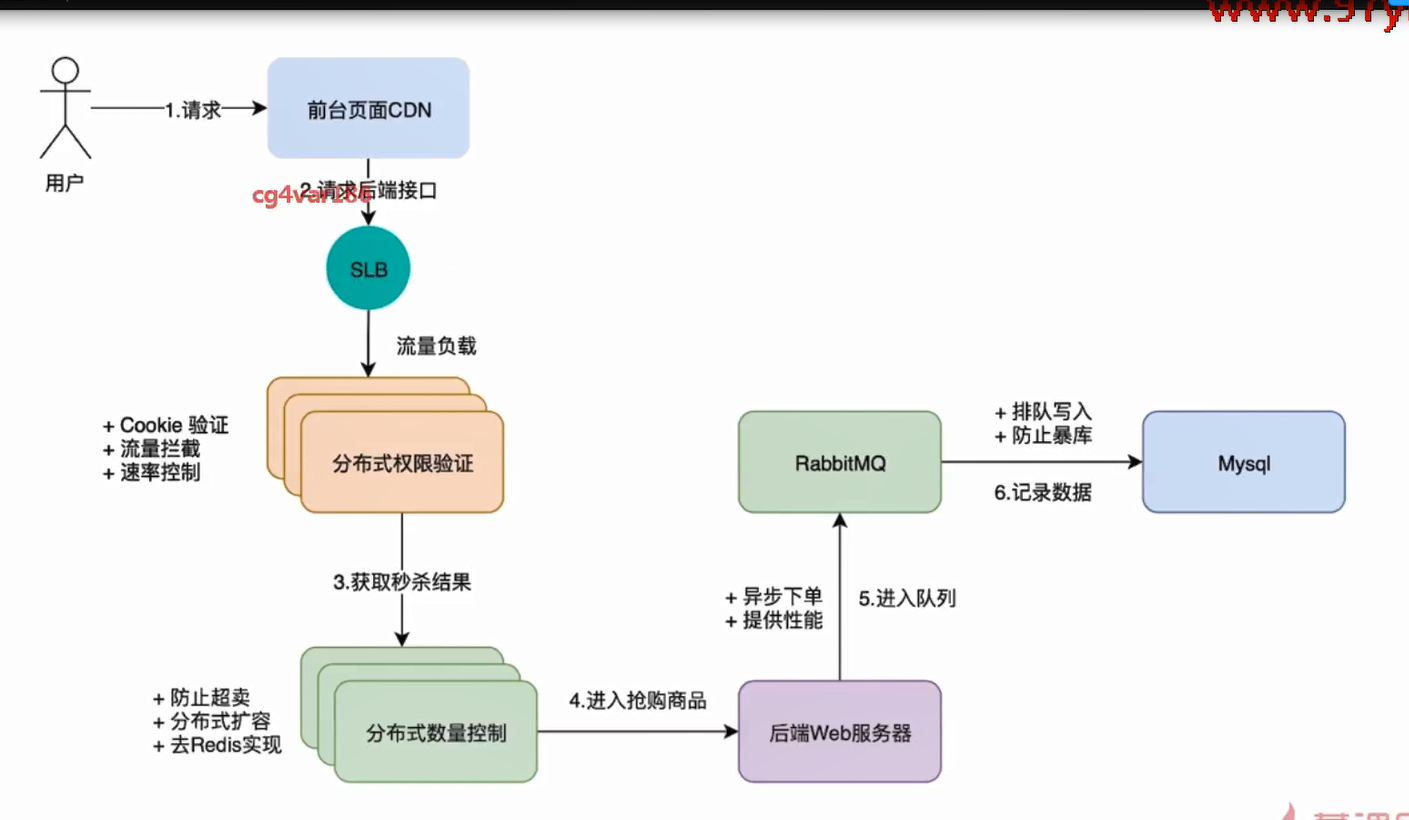 1.请求
前台页面CDN
用户
2.请求后端接口
cg4var186
SLB
流量负载
+ Cookie 验证
+ 流量拦截
+ 速率控制
分布式权限验证
RabbitMQ
+ 排队写入
+ 防止暴库
6.记录数据
Mysql
3.获取秒杀结果
+ 异步下单
+ 提供性能
5.进入队列
+ 防止超卖
+ 分布式扩容
+ 去Redis实现
分布式数量控制
4.进入抢购商品
后端Web服务器